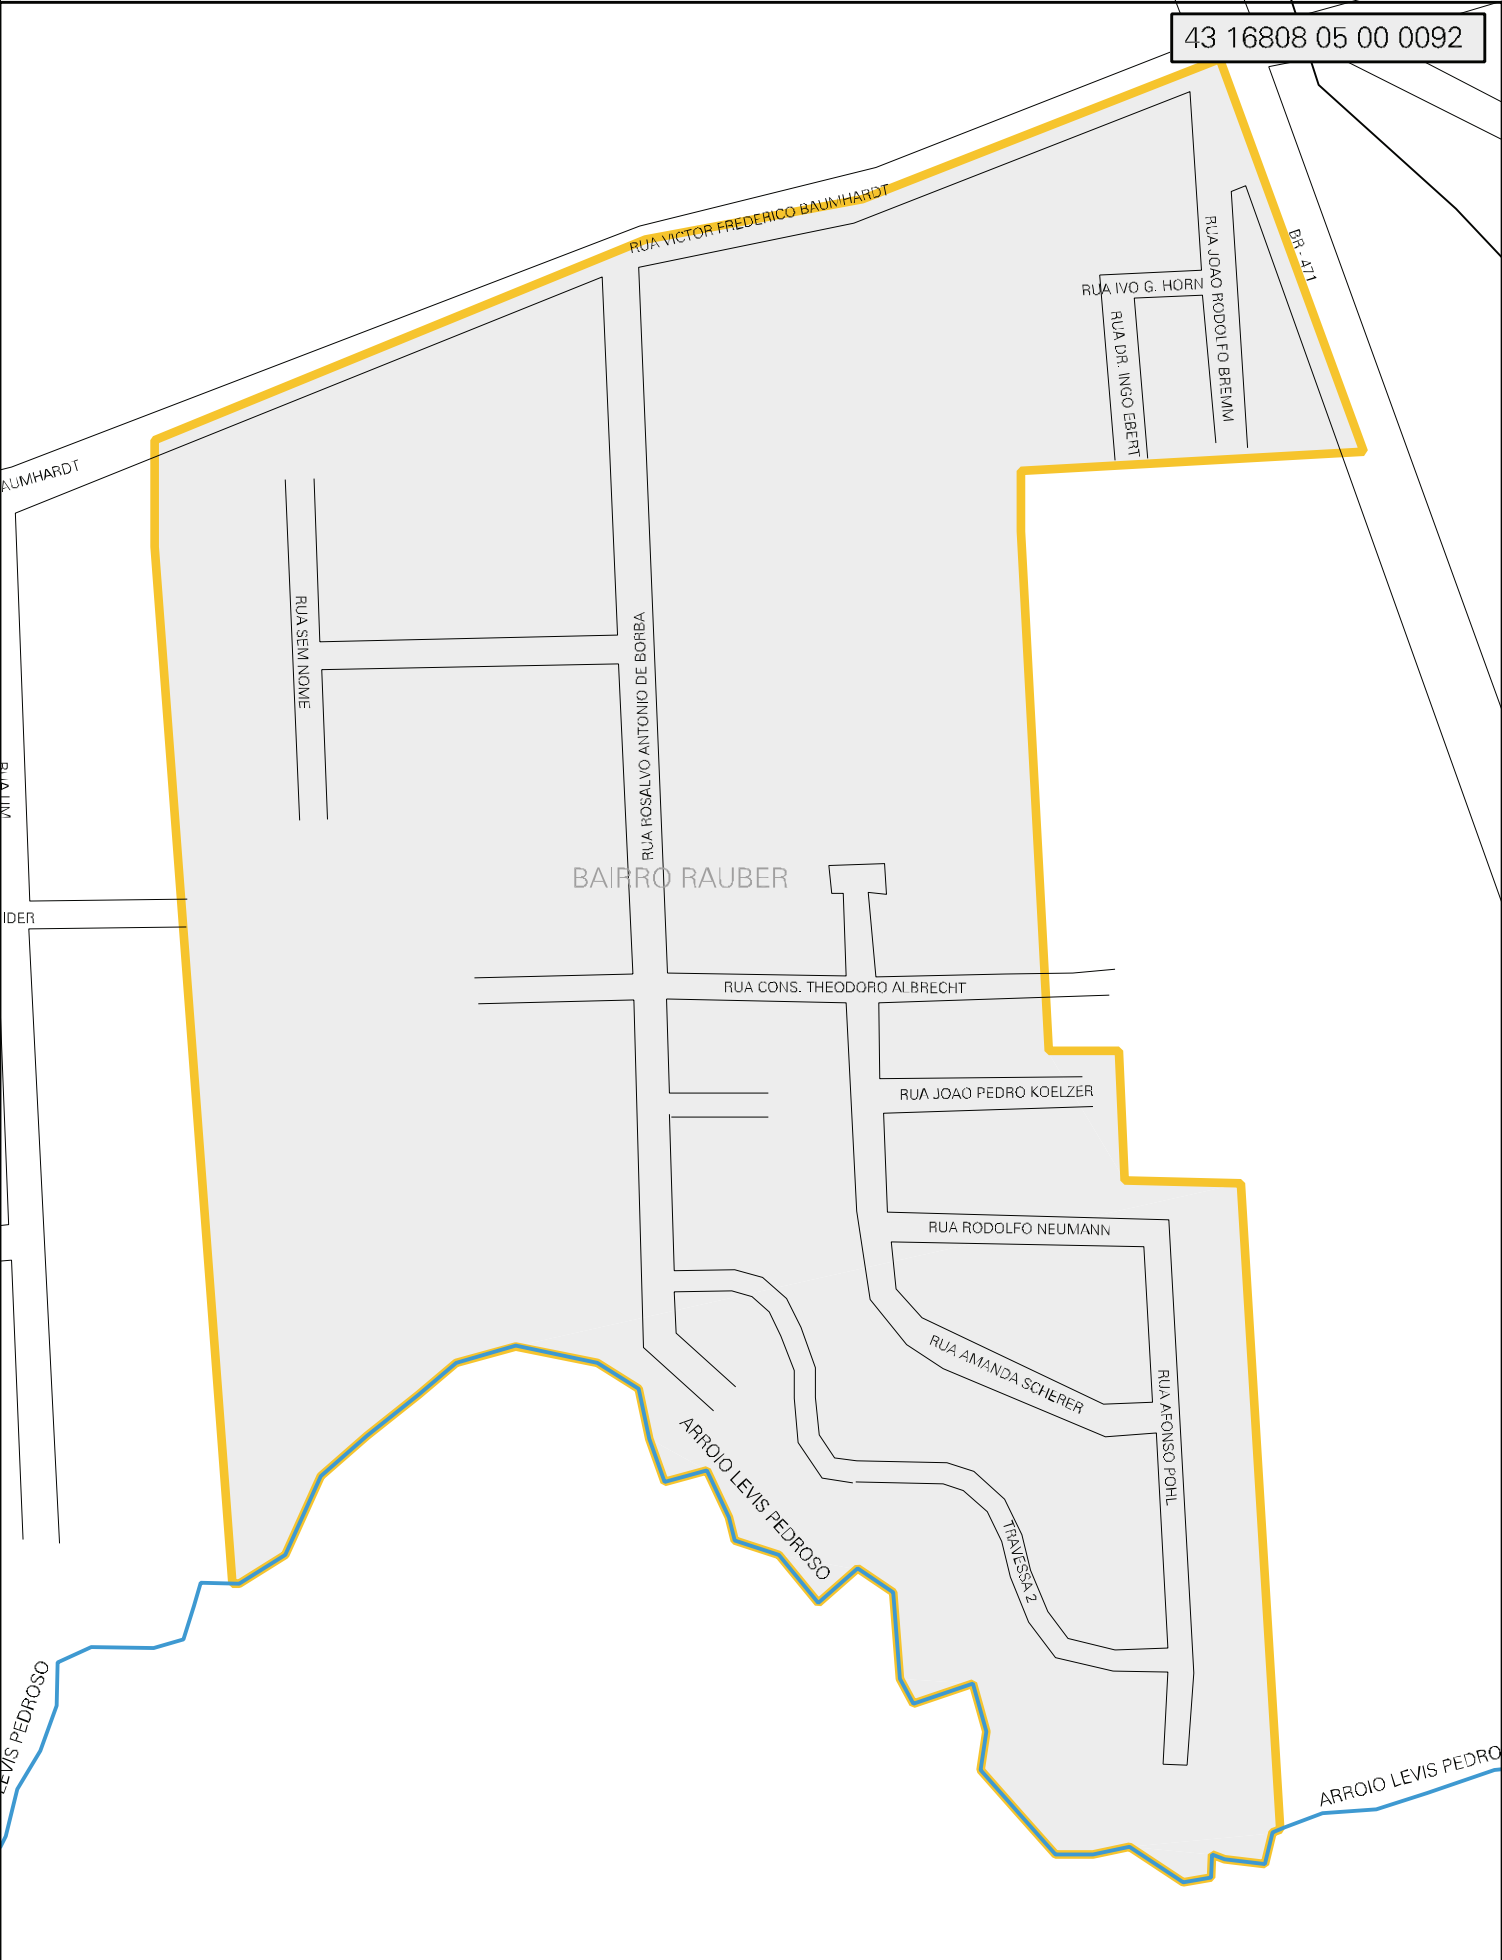 43 16808 05 00 0092
RUA VICTOR FREDERICO BAUMHARDT
BR - 471
RUA JOAO RODOLFO BREMM
RUA IVO G. HORN
RUA DR. INGO EBERT
AUMHARDT
RUA SEM NOME
RUA ROSALVO ANTONIO DE BORBA
RUA UM
BAIRRO RAUBER
IDER
RUA CONS. THEODORO ALBRECHT
RUA JOAO PEDRO KOELZER
RUA RODOLFO NEUMANN
RUA AMANDA SCHERER
RUA AFONSO POHL
ARROIO LEVIS PEDROSO
TRAVESSA 2
LEVIS PEDROSO
ARROIO LEVIS PEDRO